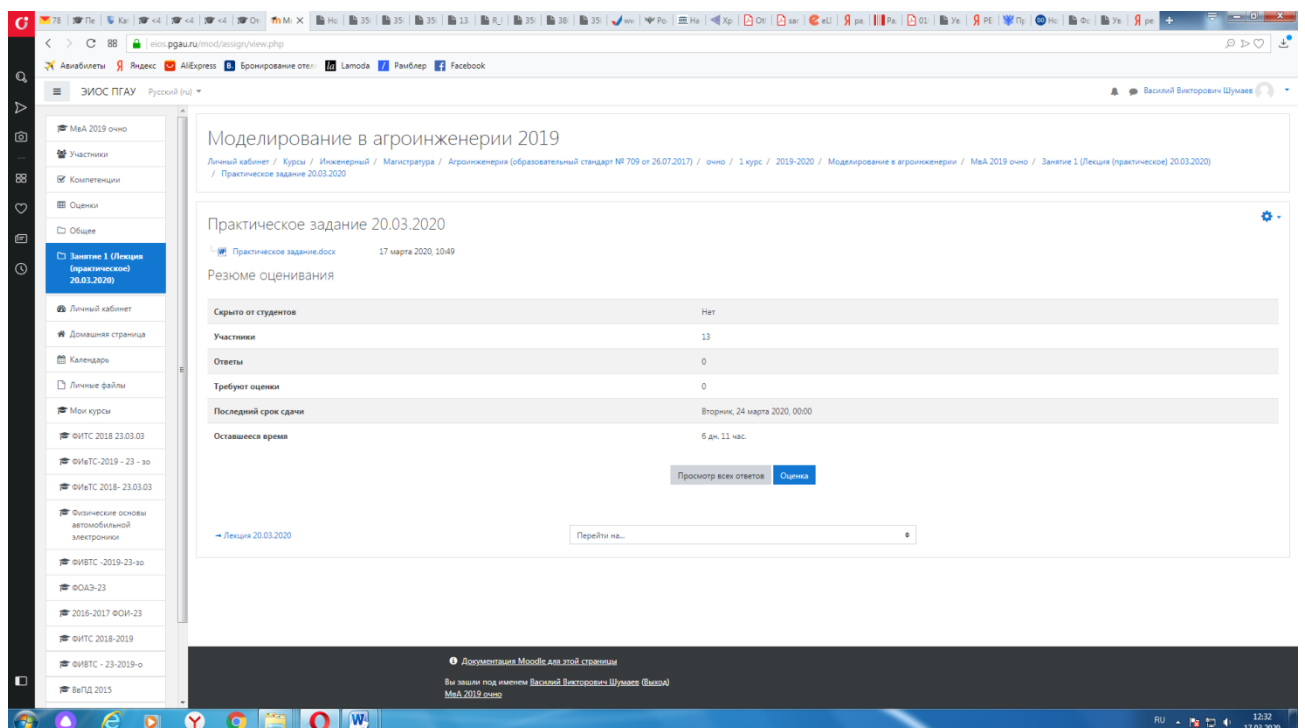 eios.pgau.ru/mod/assign/view.php
Авиабилеты Яндекс AliExpress Бронирование отел Lamoda Рамблер Facebook
ЭИОС ПГАУ Русский (ru) Василий Викторович Шумаев
МвА 2019 очно
Участники
Компетенции
Оценки
Общее
Занятие 1 (Лекция
(практическое)
20.03.2020)
Личный кабинет
Домашняя страница
Календарь
Личные файлы
Мои курсы
ФИТС 2018 23.03.03
ФИвТС-2019 - 23 - зо
ФИвТС 2018- 23.03.03
Физические основы
автомобильной
электроники
ФИВТС -2019-23-зо
ФОАЭ-23
2016-2017 ФОИ-23
ФИТС 2018-2019
ФИВТС - 23-2019-о
ВвПД 2015
Моделирование в агроинженерии 2019
Личный кабинет / Курсы / Инженерный / Магистратура / Агроинженерия (образовательный стандарт № 709 от 26.07.2017) / очно / 1 курс / 2019-2020 / Моделирование в агроинженерии / МвА 2019 очно / Занятие 1 (Лекция (практическое) 20.03.2020)
/ Практическое задание 20.03.2020
Практическое задание 20.03.2020
Практическое задание.docx 17 марта 2020, 10:49
Резюме оценивания
Скрыто от студентов Нет
Участники 13
Ответы 0
Требуют оценки 0
Последний срок сдачи Вторник, 24 марта 2020, 00:00
Оставшееся время 6 дн. 11 час.
Просмотр всех ответов Оценка
→ Лекция 20.03.2020 Перейти на...
Документация Moodle для этой страницы
Вы зашли под именем Василий Викторович Шумаев (Выход)
МвА 2019 очно
RU 12:32
17.03.2020